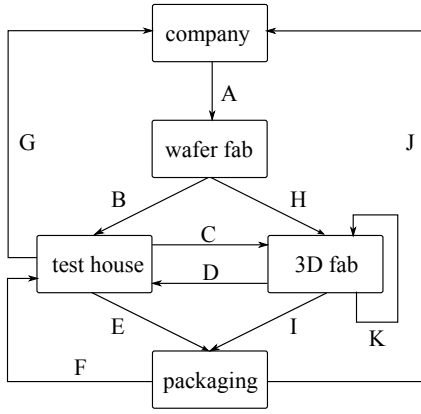 company
A
G
J
wafer fab
B
H
C
test house
3D fab
D
E
I
K
F
packaging